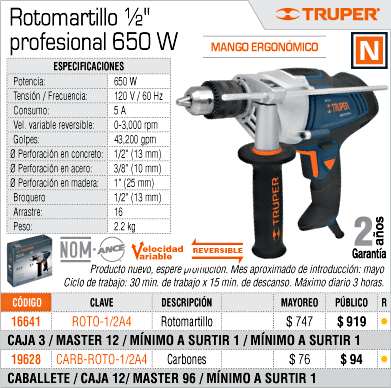 Rotomartillo ½"
profesional 650 W
TRUPER
MANGO ERGONÓMICO
N
ESPECIFICACIONES
Potencia: 650 W
Tensión / Frecuencia: 120 V / 60 Hz
Consumo: 5 A
Vel. variable reversible: 0-3,000 rpm
Golpes: 43,200 gpm
Ø Perforación en concreto: 1/2" (13 mm)
Ø Perforación en acero: 3/8" (10 mm)
Ø Perforación en madera: 1" (25 mm)
Broquero 1/2" (13 mm)
Arrastre: 16
Peso: 2.2 kg
TRUPER
TRUPER
NOM-ANCE
Velocidad
Variable
REVERSIBLE
2 años
Garantía
Producto nuevo, espere promoción. Mes aproximado de introducción: mayo
Ciclo de trabajo: 30 min. de trabajo x 15 min. de descanso. Máximo diario 3 horas.
CÓDIGO CLAVE DESCRIPCIÓN MAYOREO PÚBLICO R
16641 ROTO-1/2A4 Rotomartillo $ 747 $ 919
CAJA 3 / MASTER 12 / MÍNIMO A SURTIR 1 / MÍNIMO A SURTIR 1
19628 CARB-ROTO-1/2A4 Carbones $ 76 $ 94
CABALLETE / CAJA 12/ MASTER 96 / MÍNIMO A SURTIR 1